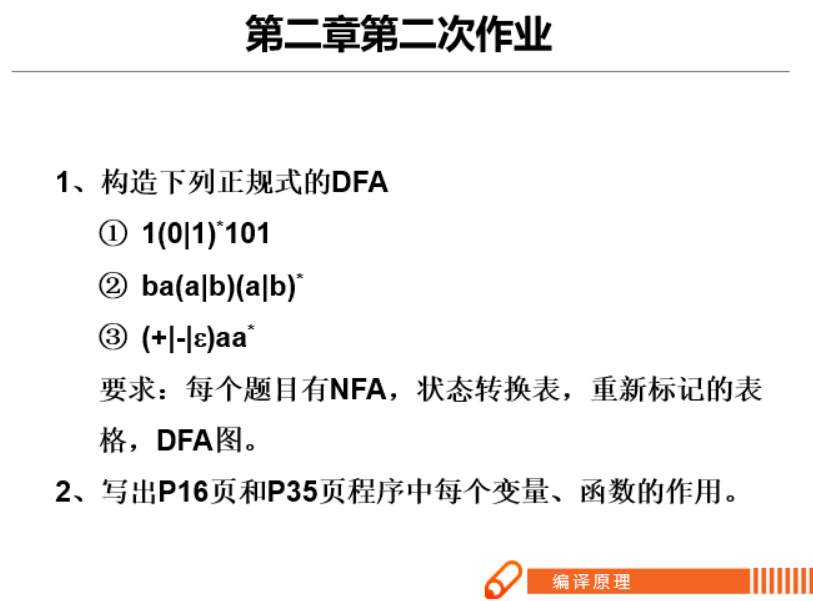 第二章第二次作业
1、构造下列正规式的DFA
① 1(0|1)*101
② ba(a|b)(a|b)*
③ (+|-|ε)aa*
要求：每个题目有NFA，状态转换表，重新标记的表
格，DFA图。
2、写出P16页和P35页程序中每个变量、函数的作用。
编译原理